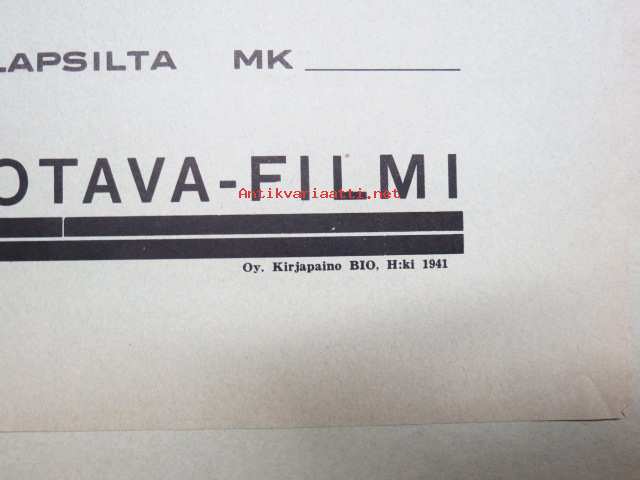 LAPSILTA MK
OTAVA-FILMI
Antikvariaatti.net
Oy. Kirjapaino BIO, H:ki 1941